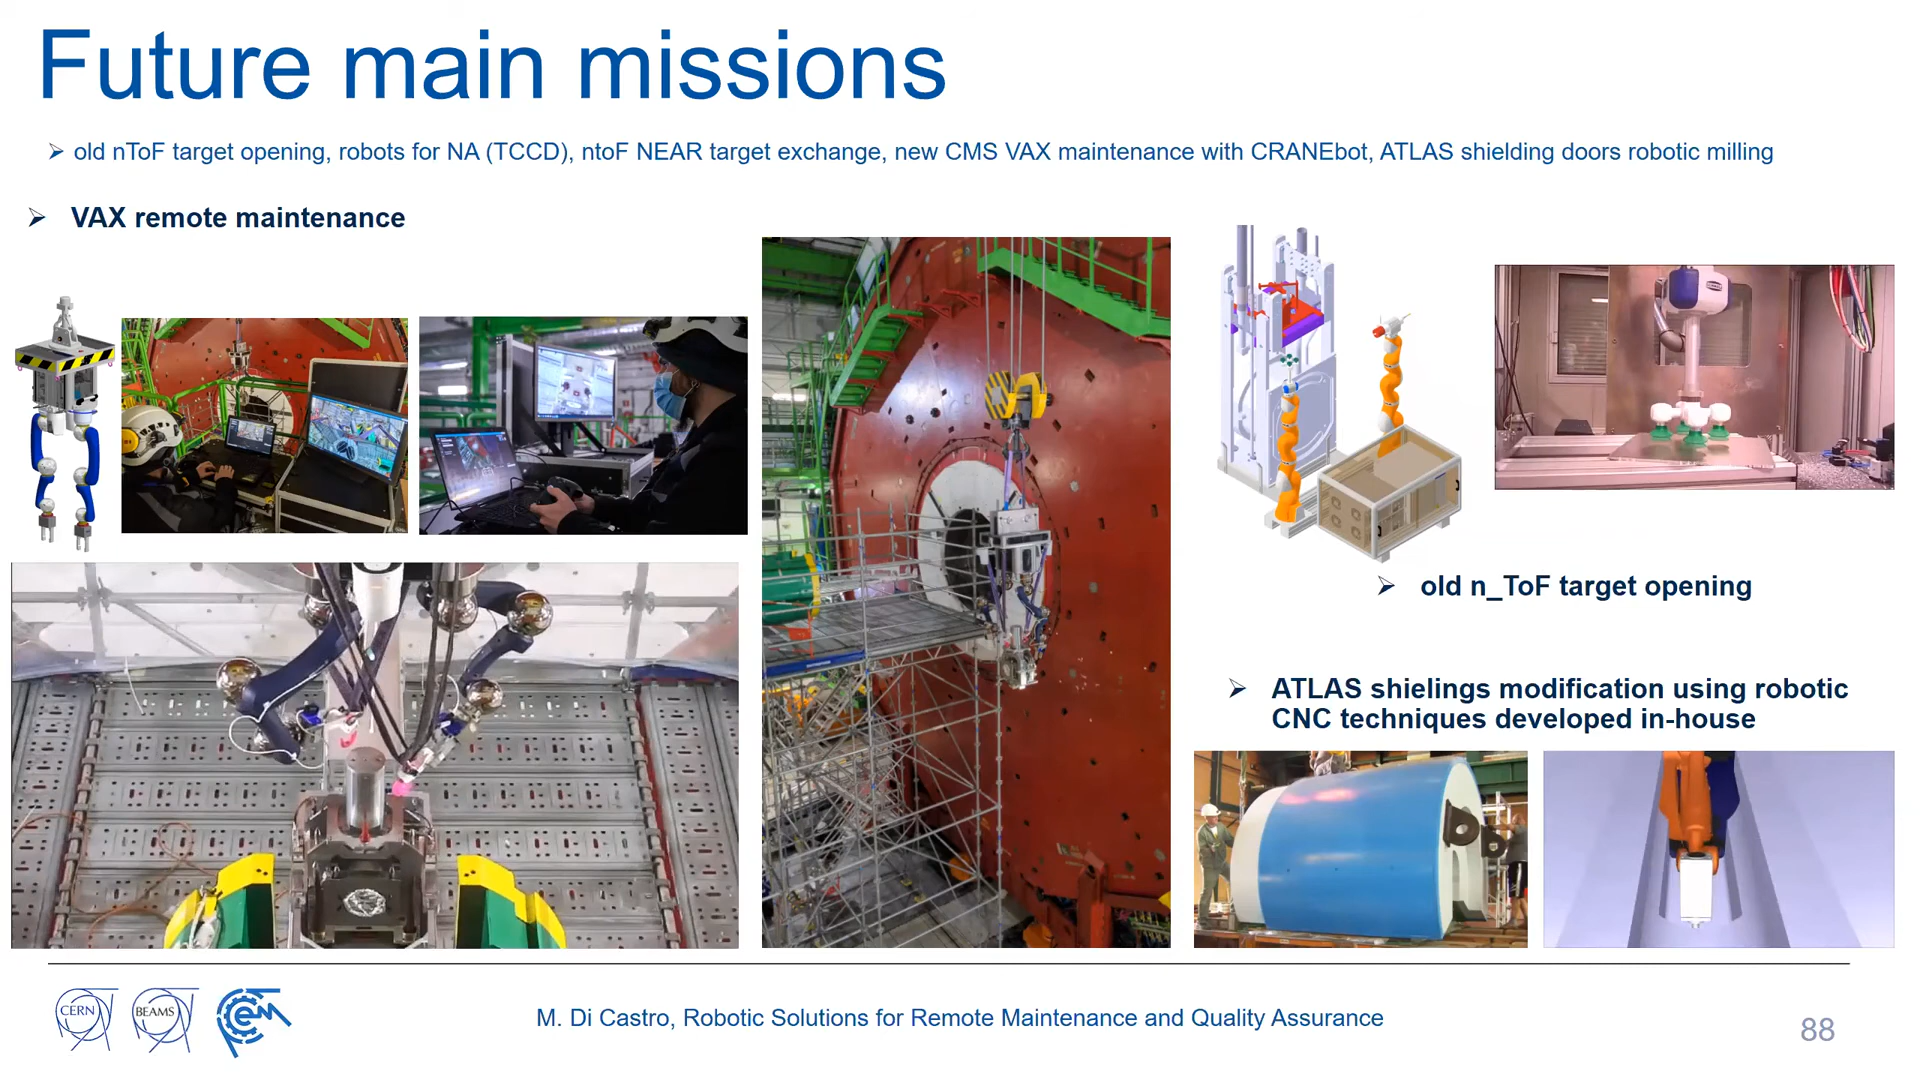 Future main missions
old nToF target opening, robots for NA (TCCD), ntoF NEAR target exchange, new CMS VAX maintenance with CRANEbot, ATLAS shielding doors robotic milling
VAX remote maintenance
old n_ToF target opening
ATLAS shielings modification using robotic
CNC techniques developed in-house
CERN
BEAMS
CEM
M. Di Castro, Robotic Solutions for Remote Maintenance and Quality Assurance
88